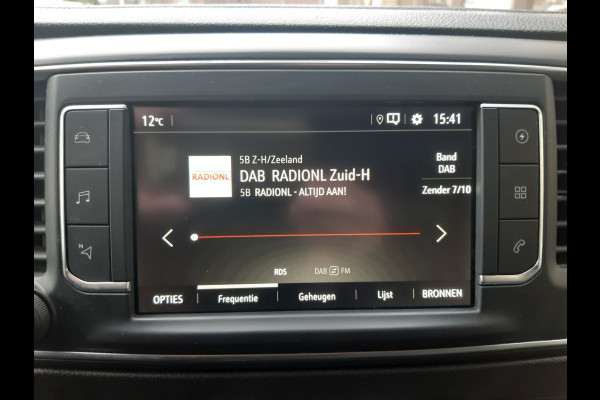 12°C
15:41
5B Z-H/Zeeland
RADIONL
DAB RADIONL Zuid-H
5B RADIONL - ALTIJD AAN!
Band
DAB
Zender 7/10
N
RDS DAB FM
OPTIES Frequentie Geheugen Lijst BRONNEN